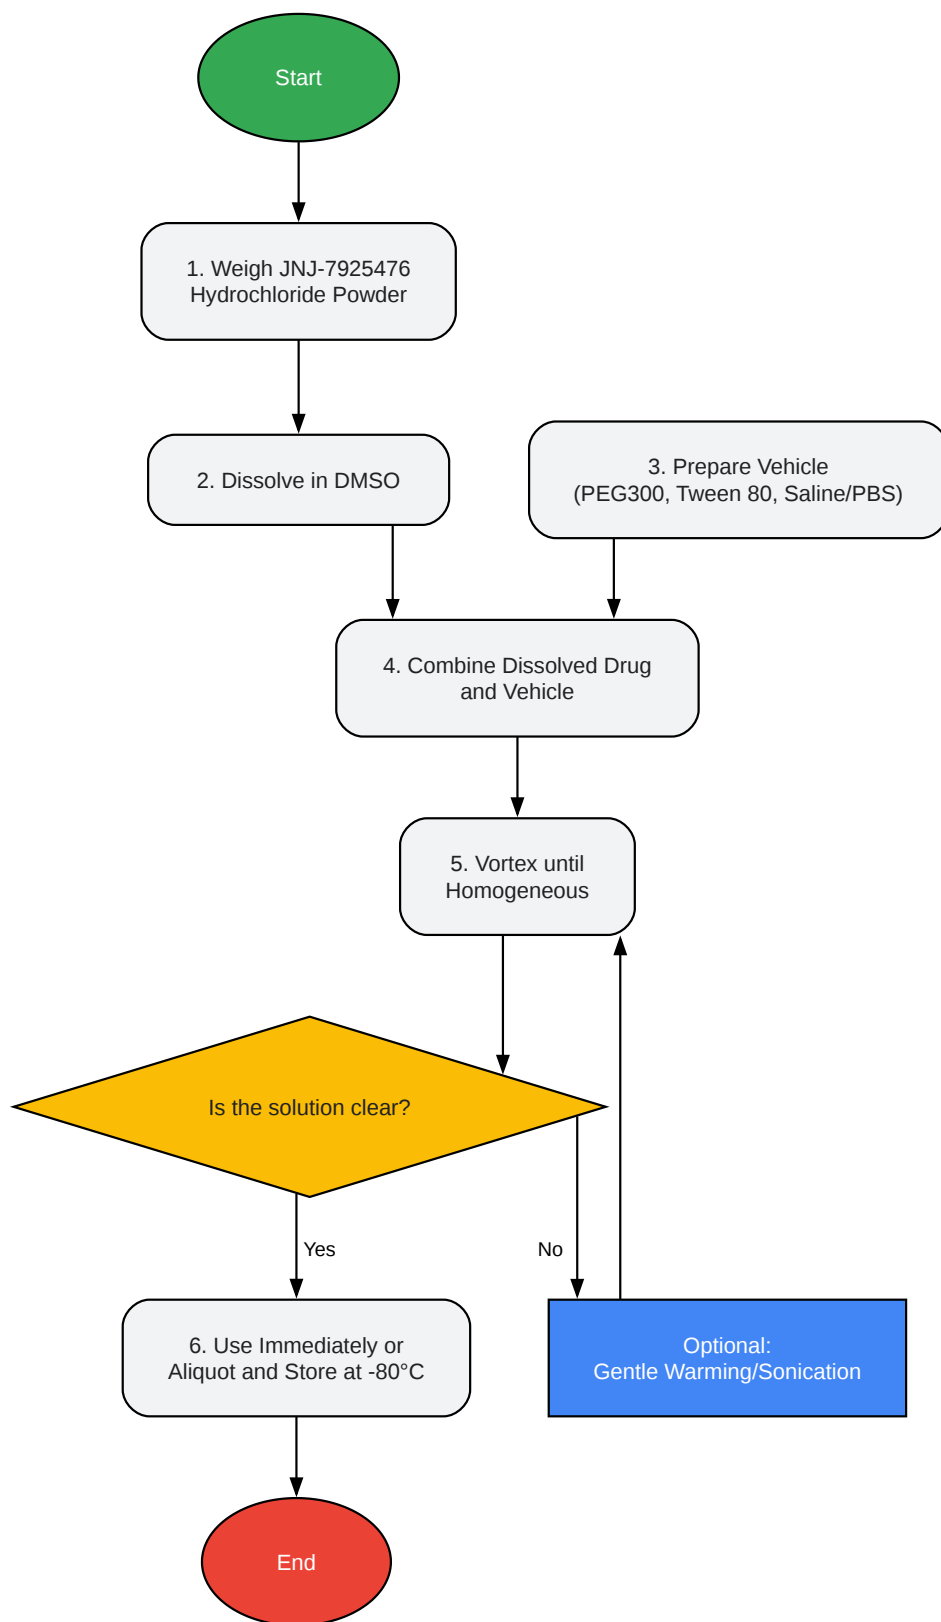 Start
1. Weigh JNJ-7925476
Hydrochloride Powder
2. Dissolve in DMSO
3. Prepare Vehicle
(PEG300, Tween 80, Saline/PBS)
4. Combine Dissolved Drug
and Vehicle
5. Vortex until
Homogeneous
Is the solution clear?
Yes
No
6. Use Immediately or
Aliquot and Store at -80°C
Optional:
Gentle Warming/Sonication
End